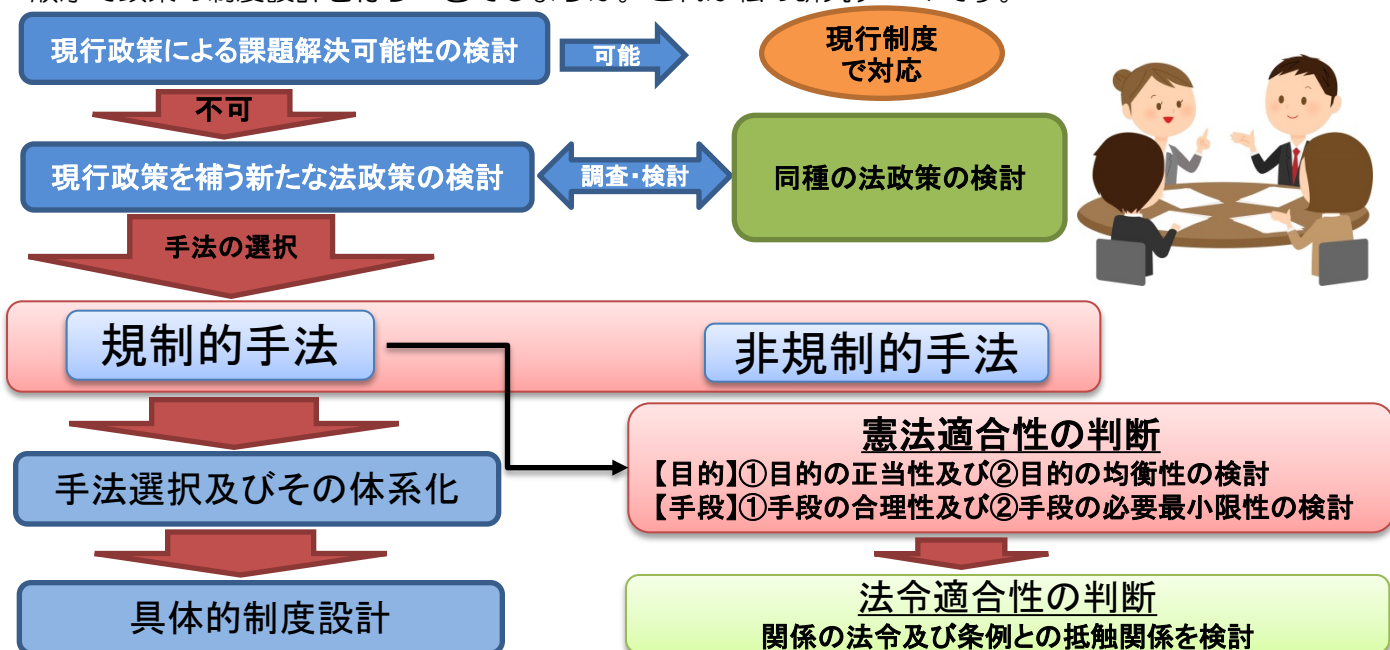 現行政策による課題解決可能性の検討
可能
現行制度
で対応
不可
現行政策を補う新たな法政策の検討
調査・検討
同種の法政策の検討
手法の選択
規制的手法
非規制的手法
憲法適合性の判断
【目的】①目的の正当性及び②目的の均衡性の検討
【手段】①手段の合理性及び②手段の必要最小限性の検討
手法選択及びその体系化
具体的制度設計
法令適合性の判断
関係の法令及び条例との抵触関係を検討